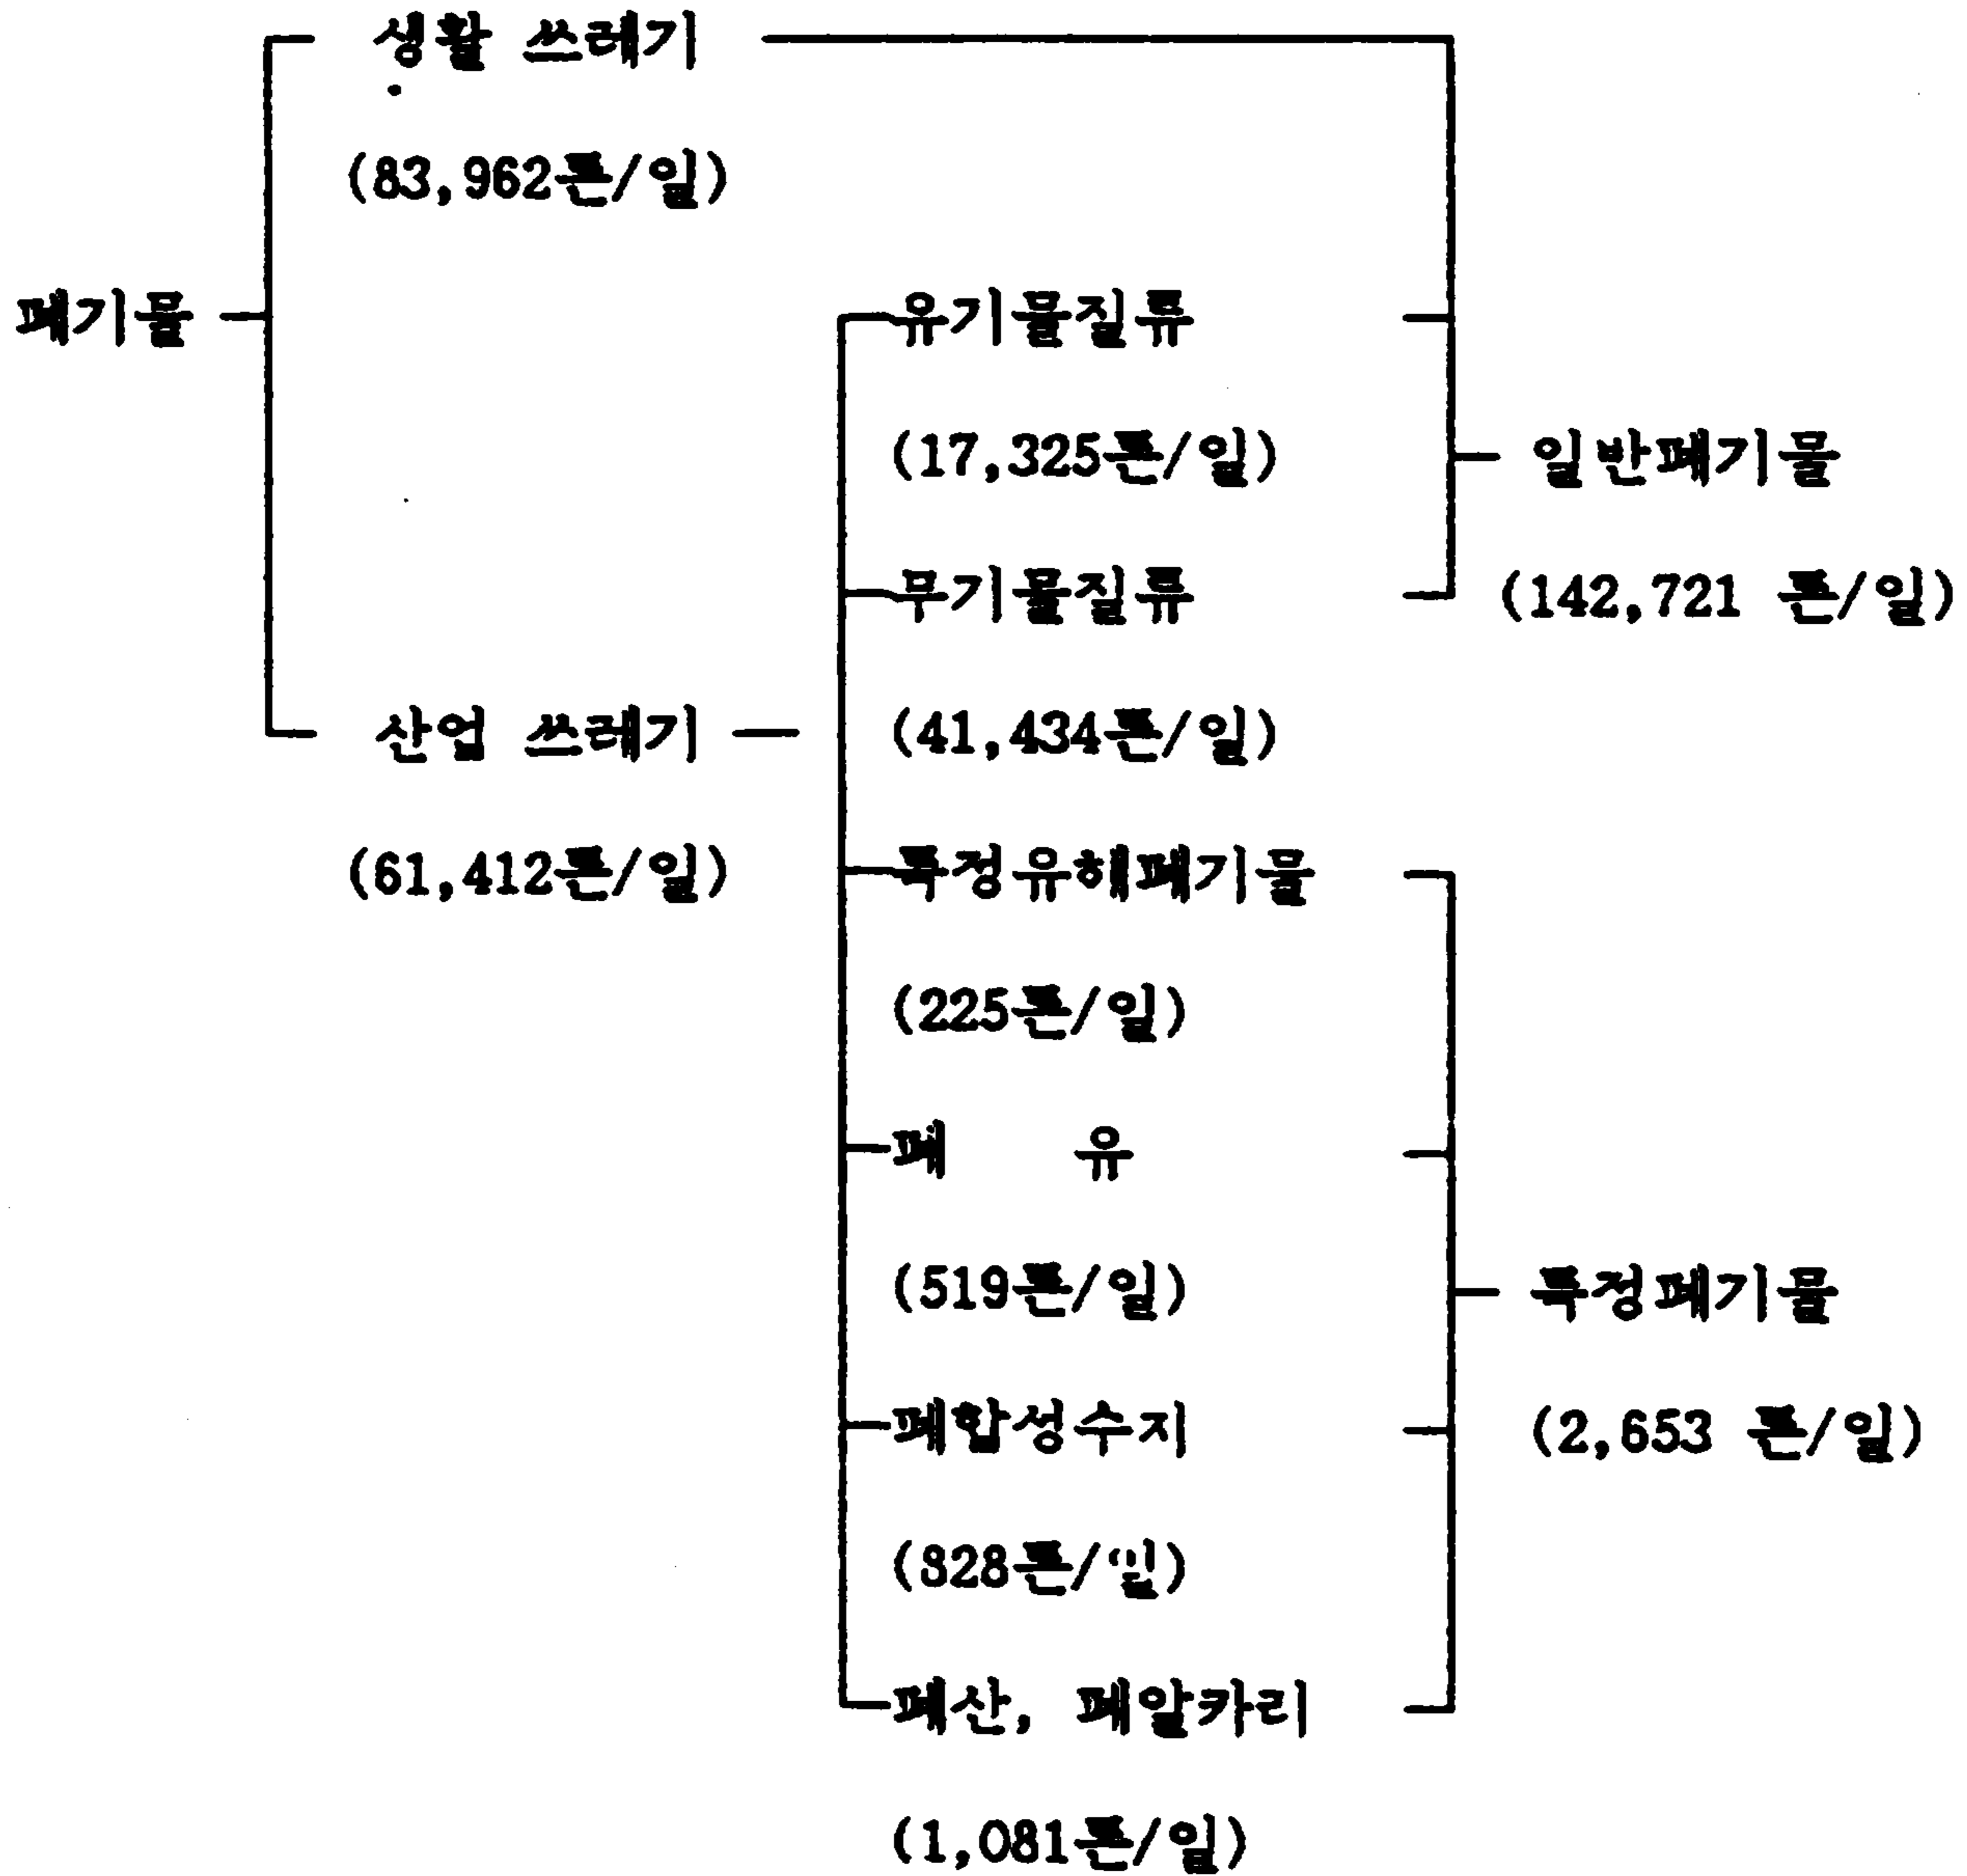 생활 쓰레기
(83,962톤/일)
폐기물
유기물질류
(17,325톤/일)
일반폐기물
무기물질류
(142,721 톤/일)
산업 쓰레기
(41,434톤/일)
(61,412톤/일)
특정유해폐기물
(225톤/일)
폐 유
(519톤/일)
특정폐기물
폐합성수지
(2,653 톤/일)
(828톤/일)
폐산, 폐알카리
(1,081톤/일)